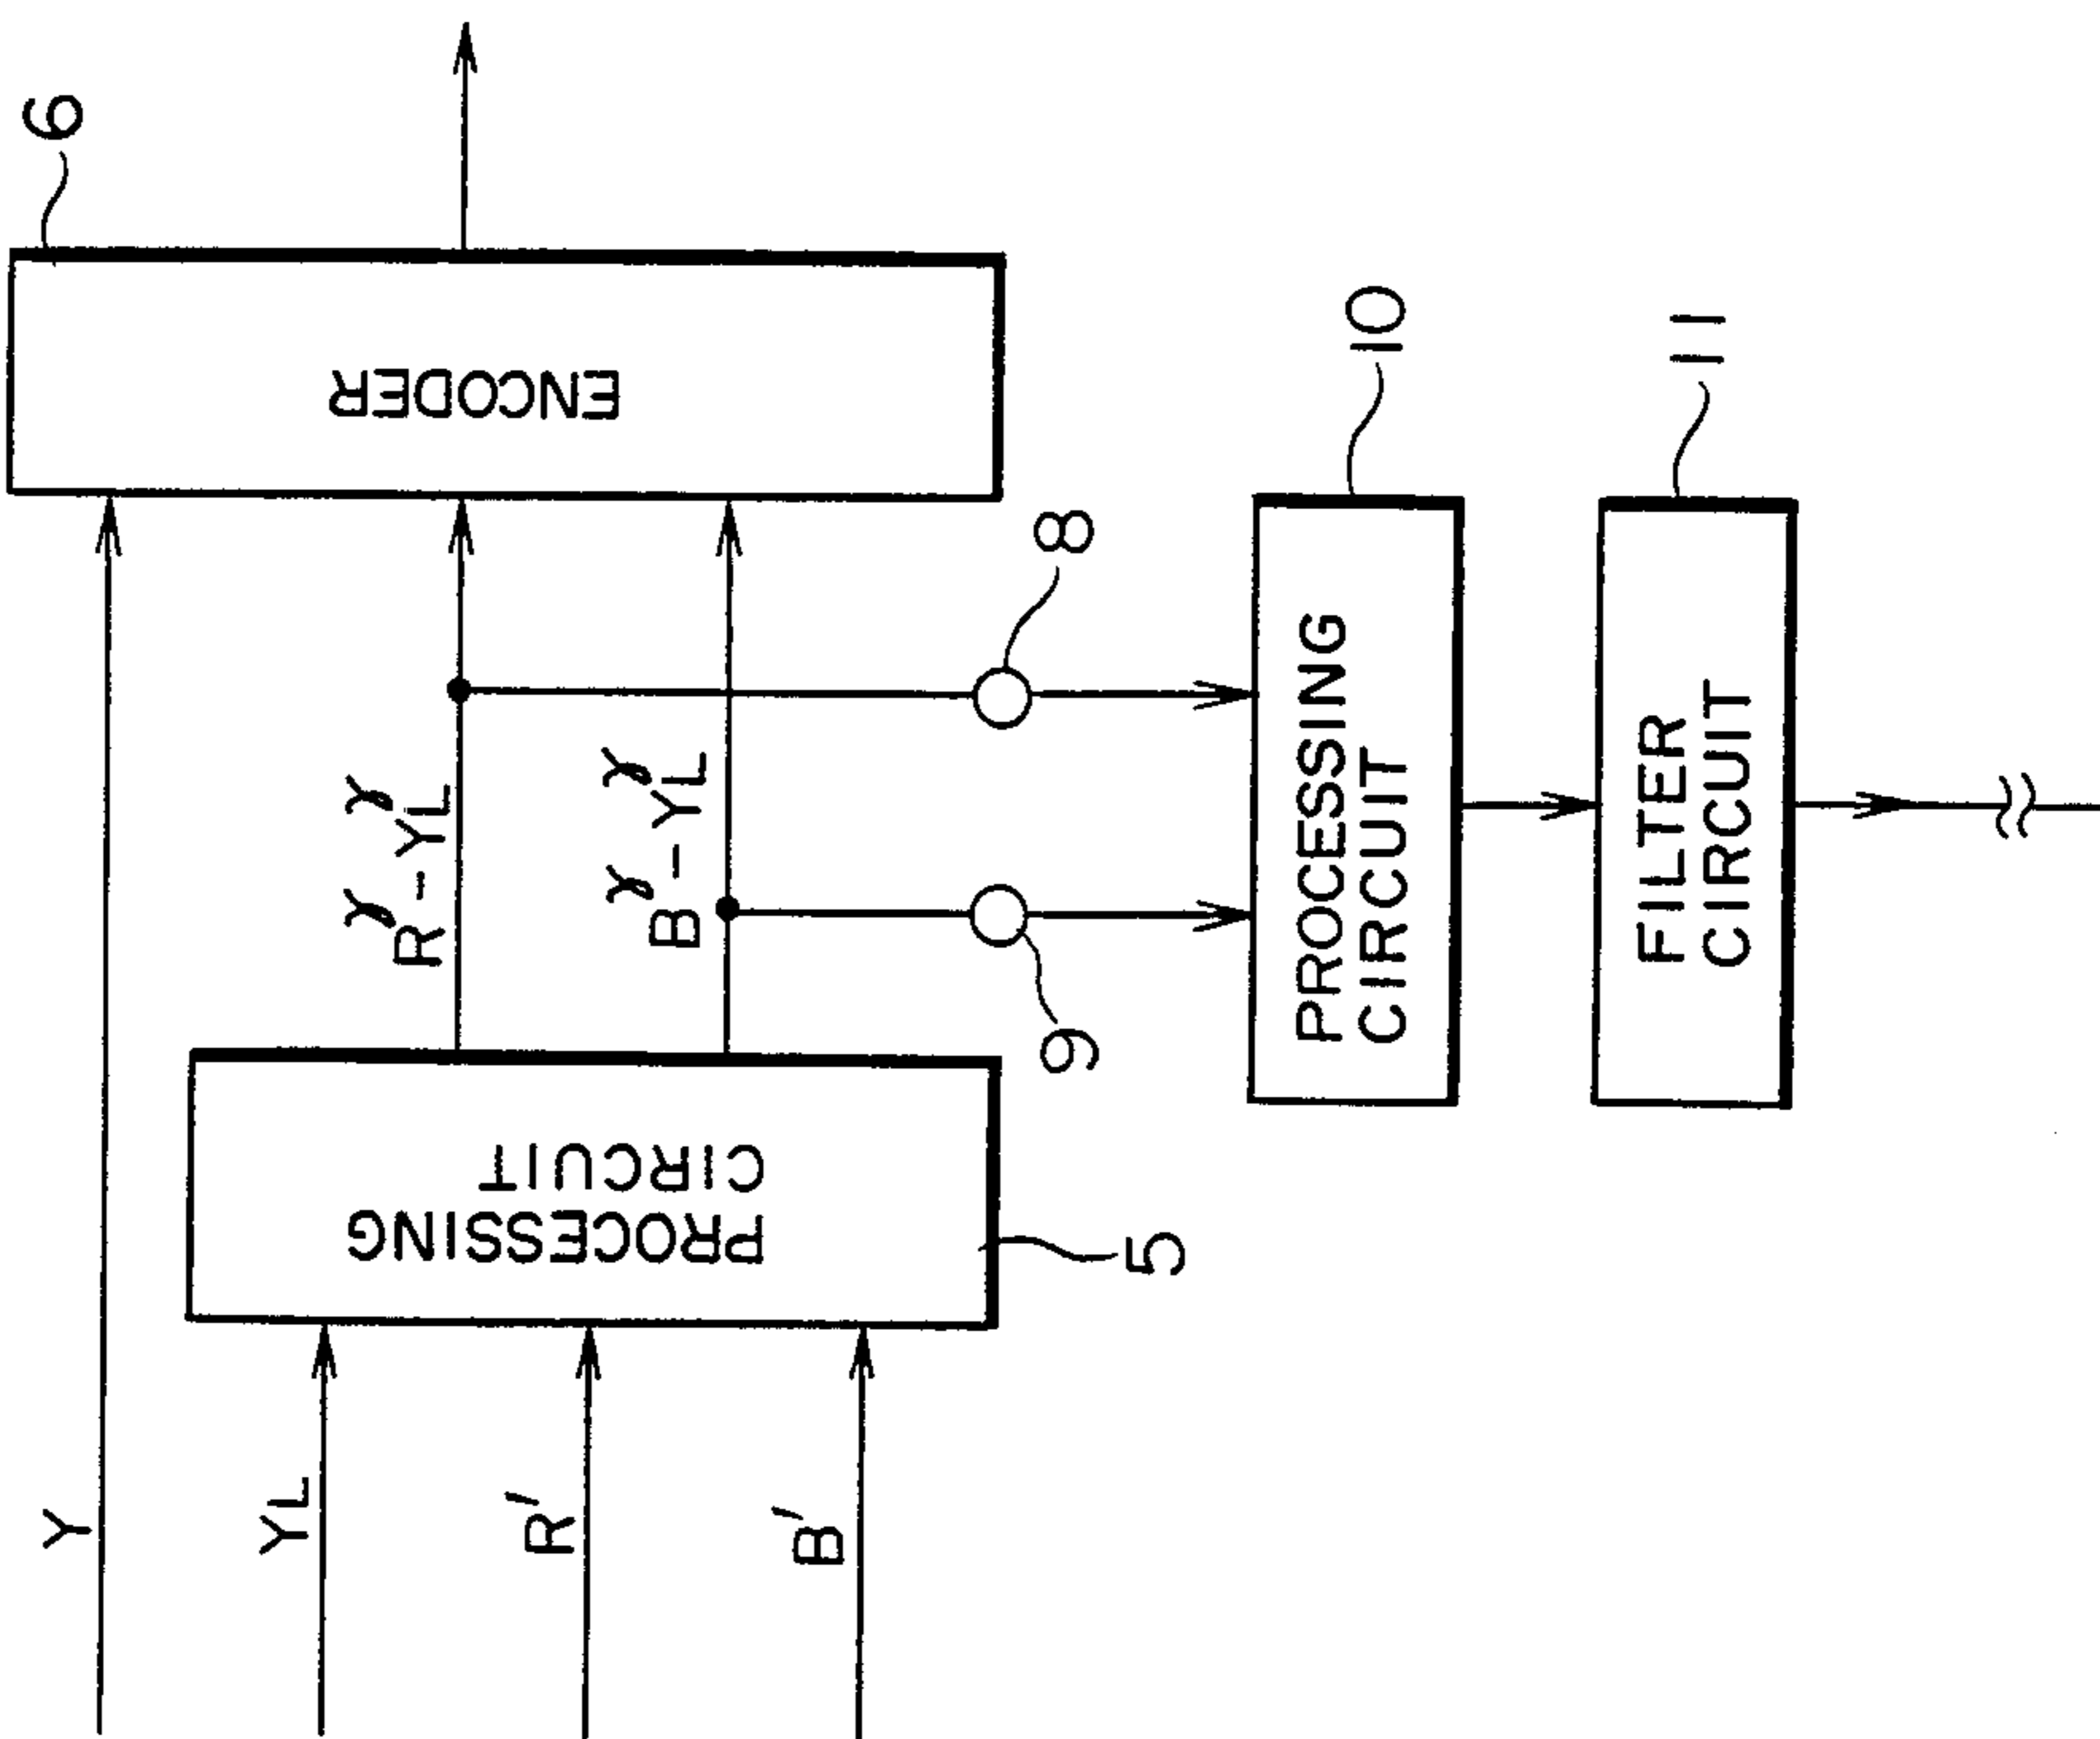 6
ENCODER
Y
YL
R'
B'
PROCESSING
CIRCUIT
5
Rγ-YLγ
Bγ-YLγ
8
9
PROCESSING
CIRCUIT
10
FILTER
CIRCUIT
11